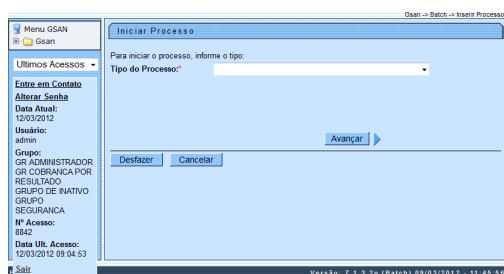 Gsan -> Batch -> Inserir Processo
Menu GSAN
Gsan
Ultimos Acessos
Entre em Contato
Alterar Senha
Data Atual:
12/03/2012
Usuário:
admin
Grupo:
GR ADMINISTRADOR
GR COBRANCA POR
RESULTADO
GRUPO DE INATIVO
GRUPO
SEGURANCA
Nº Acesso:
8842
Data Ult. Acesso:
12/03/2012 09:04:53
Sair
Iniciar Processo
Para iniciar o processo, informe o tipo:
Tipo do Processo:*
Avançar
Desfazer Cancelar
Versão: 7.1.3.2o (Batch) 09/03/2012 - 11:45:56